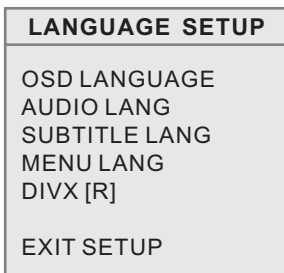 LANGUAGE SETUP
OSD LANGUAGE
AUDIO LANG
SUBTITLE LANG
MENU LANG
DIVX [R]
EXIT SETUP